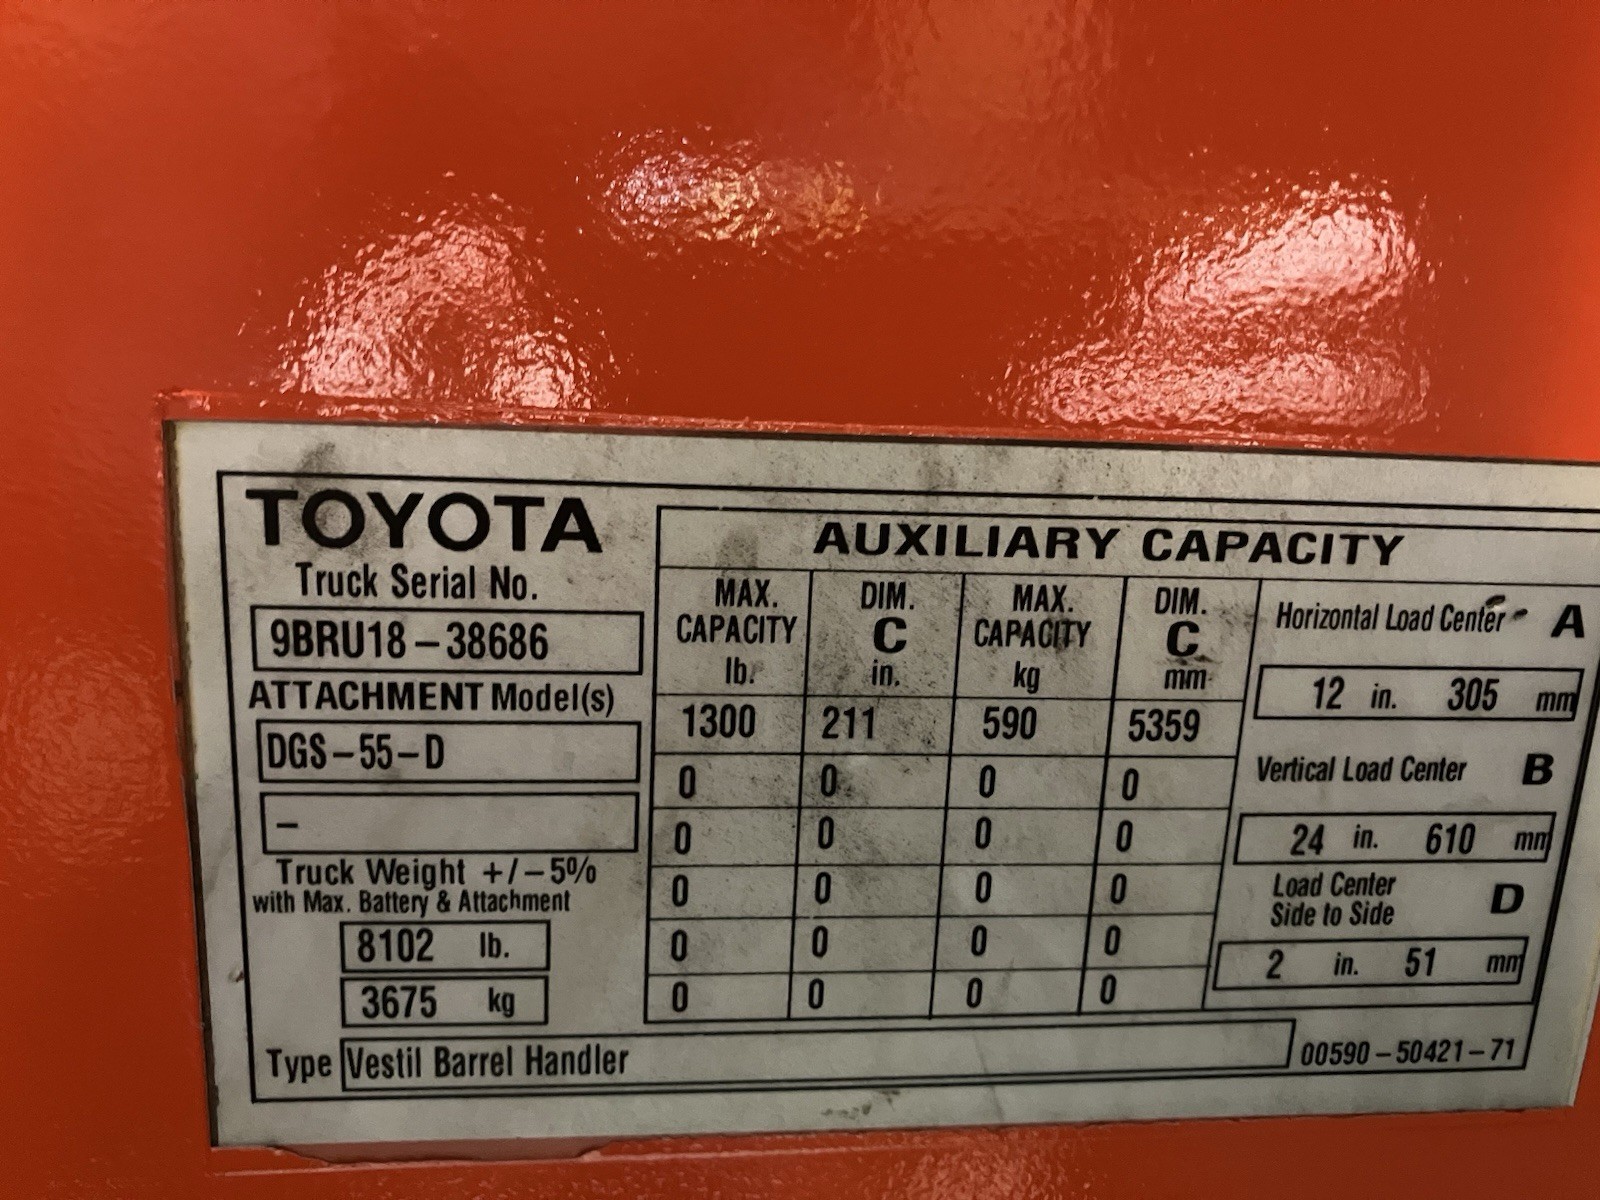 TOYOTA
Truck Serial No.
9BRU18-38686
ATTACHMENT Model(s)
DGS-55-D
-
Truck Weight +/-5%
with Max. Battery & Attachment
8102 lb.
3675 kg
AUXILIARY CAPACITY
MAX. CAPACITY lb. DIM. C in. MAX. CAPACITY kg DIM. C mm
1300 211 590 5359
0 0 0 0
0 0 0 0
0 0 0 0
0 0 0 0
0 0 0 0
Horizontal Load Center A
12 in. 305 mm
Vertical Load Center B
24 in. 610 mm
Load Center
Side to Side D
2 in. 51 mm
Type Vestil Barrel Handler
00590-50421-71